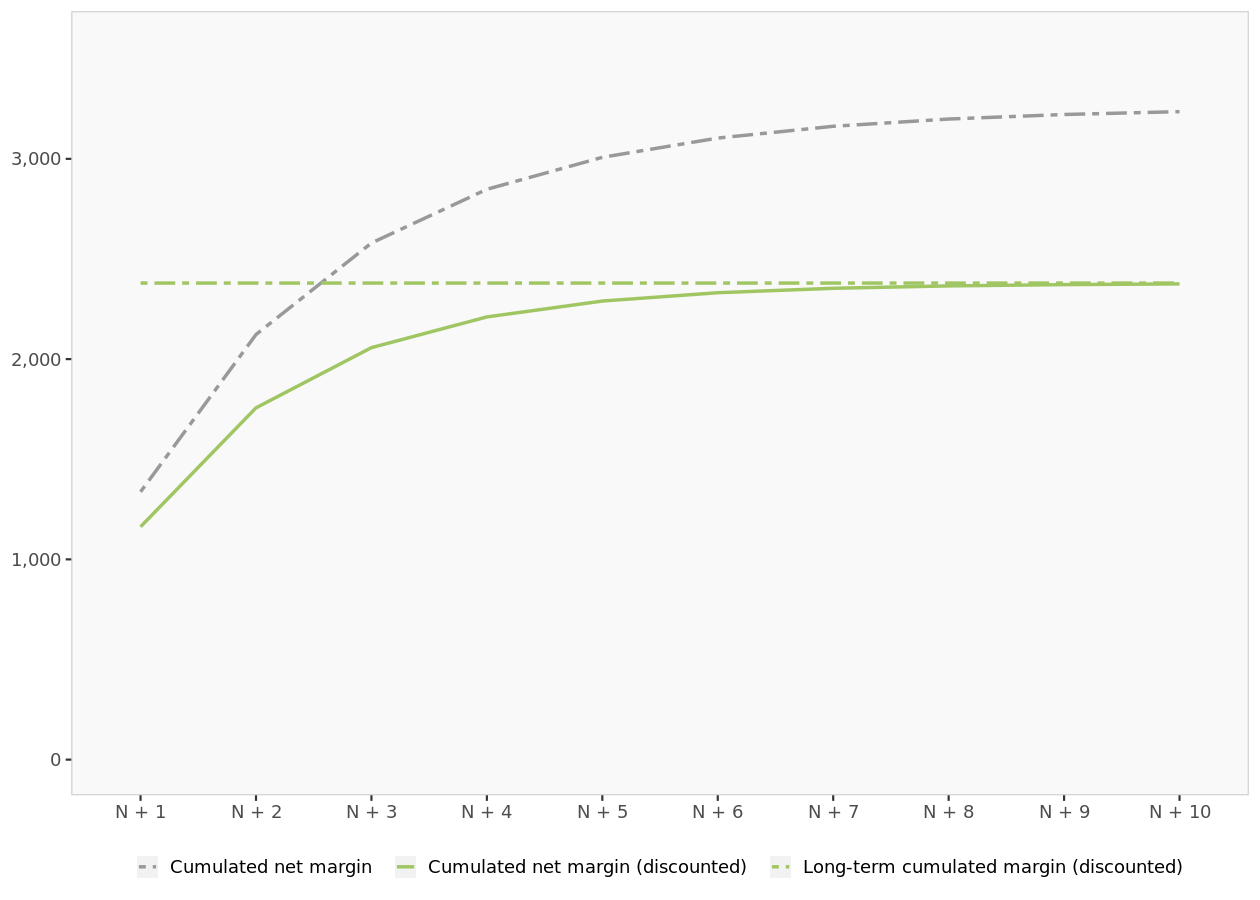 3,000
2,000
1,000
0
N + 1 N + 2 N + 3 N + 4 N + 5 N + 6 N + 7 N + 8 N + 9 N + 10
Cumulated net margin Cumulated net margin (discounted) Long-term cumulated margin (discounted)